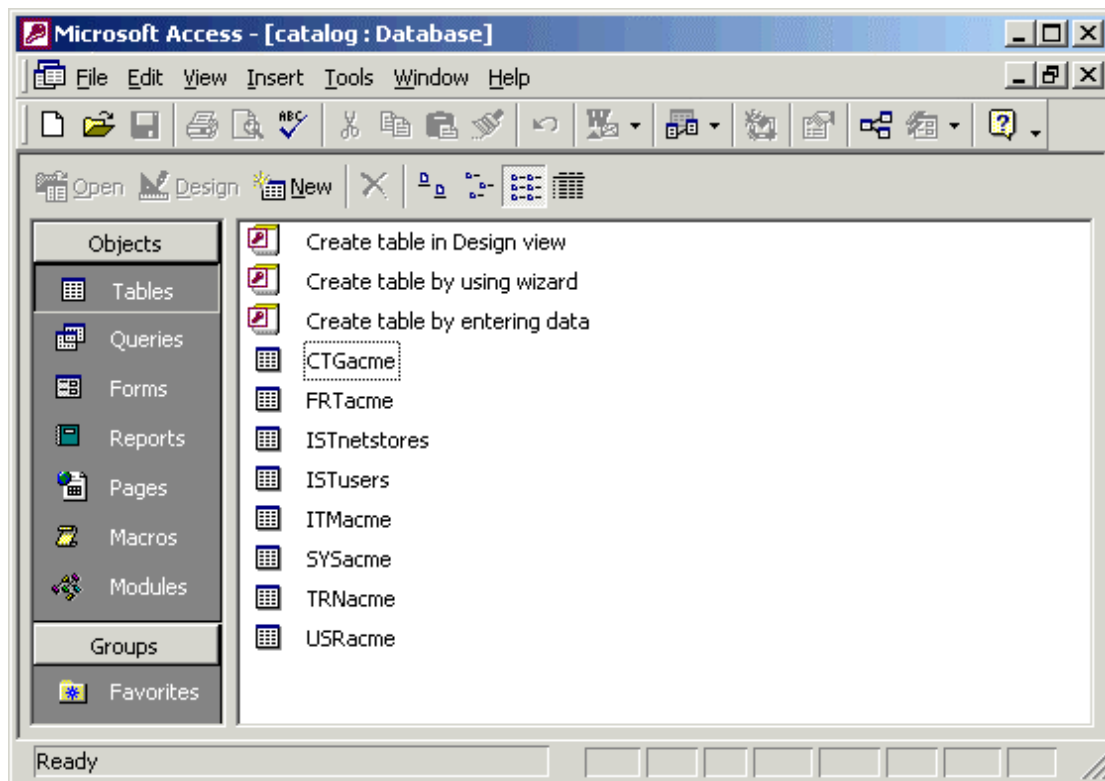 Microsoft Access - [catalog : Database]
File Edit View Insert Tools Window Help
ABC
Open Design New
Objects
Tables
Queries
Forms
Reports
Pages
Macros
Modules
Groups
Favorites
Create table in Design view
Create table by using wizard
Create table by entering data
CTGacme
FRTacme
ISTnetstores
ISTusers
ITMacme
SYSacme
TRNacme
USRacme
Ready